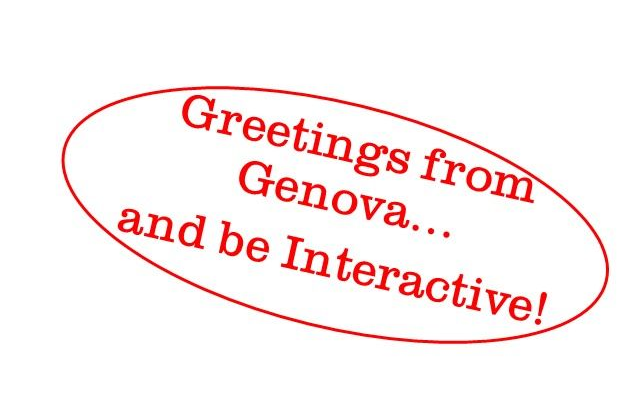 Greetings from
Genova...
and be Interactive!